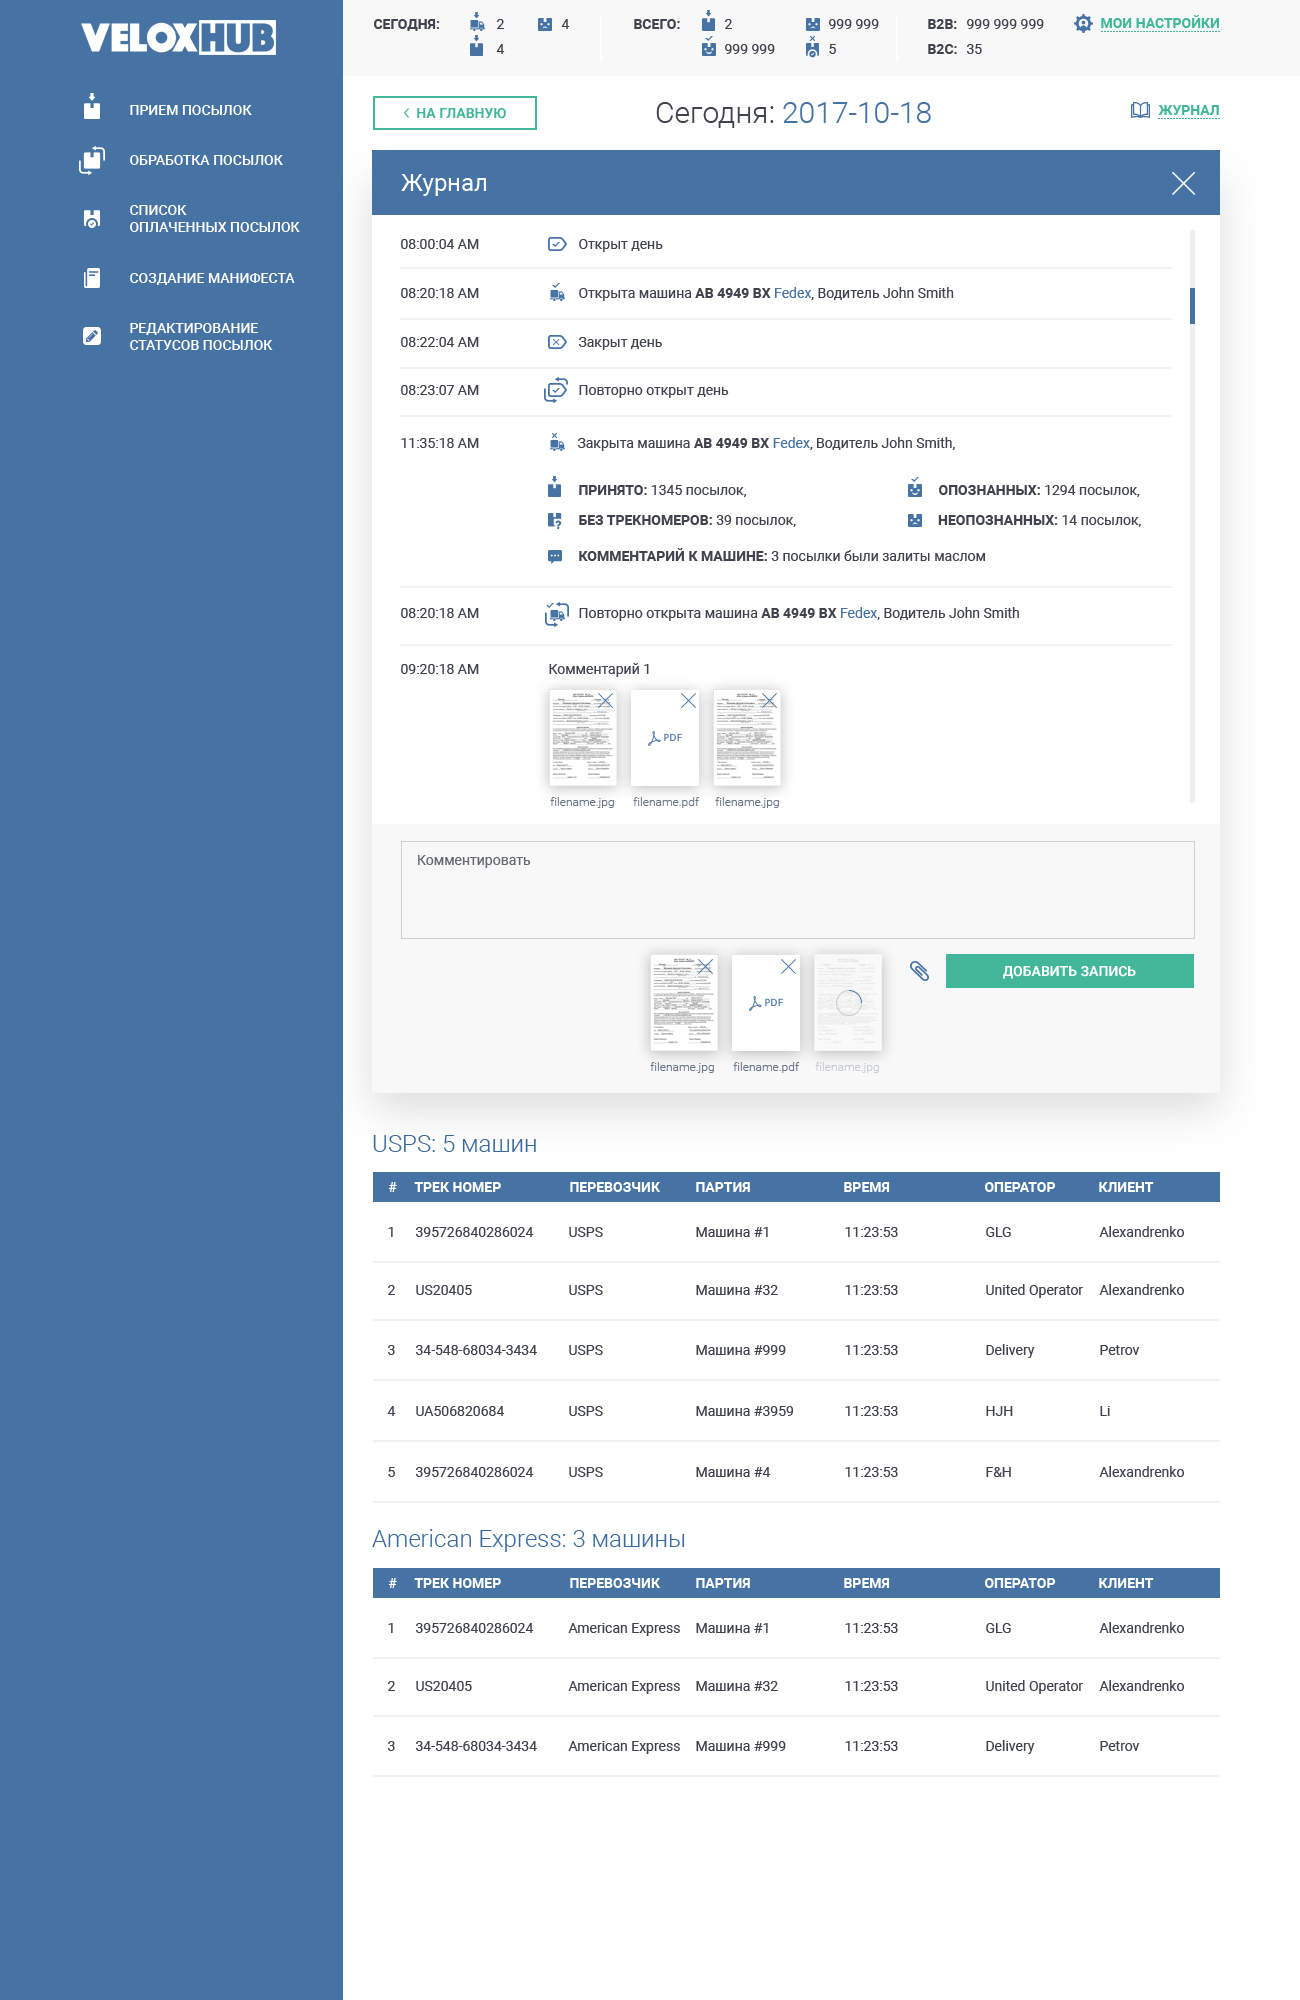 VELOXHUB
ПРИЕМ ПОСЫЛОК
ОБРАБОТКА ПОСЫЛОК
СПИСОК
ОПЛАЧЕННЫХ ПОСЫЛОК
СОЗДАНИЕ МАНИФЕСТА
РЕДАКТИРОВАНИЕ
СТАТУСОВ ПОСЫЛОК
СЕГОДНЯ: 2 4 ВСЕГО: 2 999 999 B2B: 999 999 999 МОИ НАСТРОЙКИ
4 999 999 5 B2C: 35
НА ГЛАВНУЮ Сегодня: 2017-10-18 ЖУРНАЛ
Журнал
08:00:04 AM Открыт день
08:20:18 AM Открыта машина AB 4949 BX Fedex, Водитель John Smith
08:22:04 AM Закрыт день
08:23:07 AM Повторно открыт день
11:35:18 AM Закрыта машина AB 4949 BX Fedex, Водитель John Smith,
ПРИНЯТО: 1345 посылок, ОПОЗНАННЫХ: 1294 посылок,
БЕЗ ТРЕКНОМЕРОВ: 39 посылок, НЕОПОЗНАННЫХ: 14 посылок,
КОММЕНТАРИЙ К МАШИНЕ: 3 посылки были залиты маслом
08:20:18 AM Повторно открыта машина AB 4949 BX Fedex, Водитель John Smith
09:20:18 AM Комментарий 1
PDF
filename.jpg filename.pdf filename.jpg
Комментировать
ДОБАВИТЬ ЗАПИСЬ
PDF
filename.jpg filename.pdf filename.jpg
USPS: 5 машин
# ТРЕК НОМЕР ПЕРЕВОЗЧИК ПАРТИЯ ВРЕМЯ ОПЕРАТОР КЛИЕНТ
1 395726840286024 USPS Машина #1 11:23:53 GLG Alexandrenko
2 US20405 USPS Машина #32 11:23:53 United Operator Alexandrenko
3 34-548-68034-3434 USPS Машина #999 11:23:53 Delivery Petrov
4 UA506820684 USPS Машина #3959 11:23:53 HJH Li
5 395726840286024 USPS Машина #4 11:23:53 F&H Alexandrenko
American Express: 3 машины
# ТРЕК НОМЕР ПЕРЕВОЗЧИК ПАРТИЯ ВРЕМЯ ОПЕРАТОР КЛИЕНТ
1 395726840286024 American Express Машина #1 11:23:53 GLG Alexandrenko
2 US20405 American Express Машина #32 11:23:53 United Operator Alexandrenko
3 34-548-68034-3434 American Express Машина #999 11:23:53 Delivery Petrov